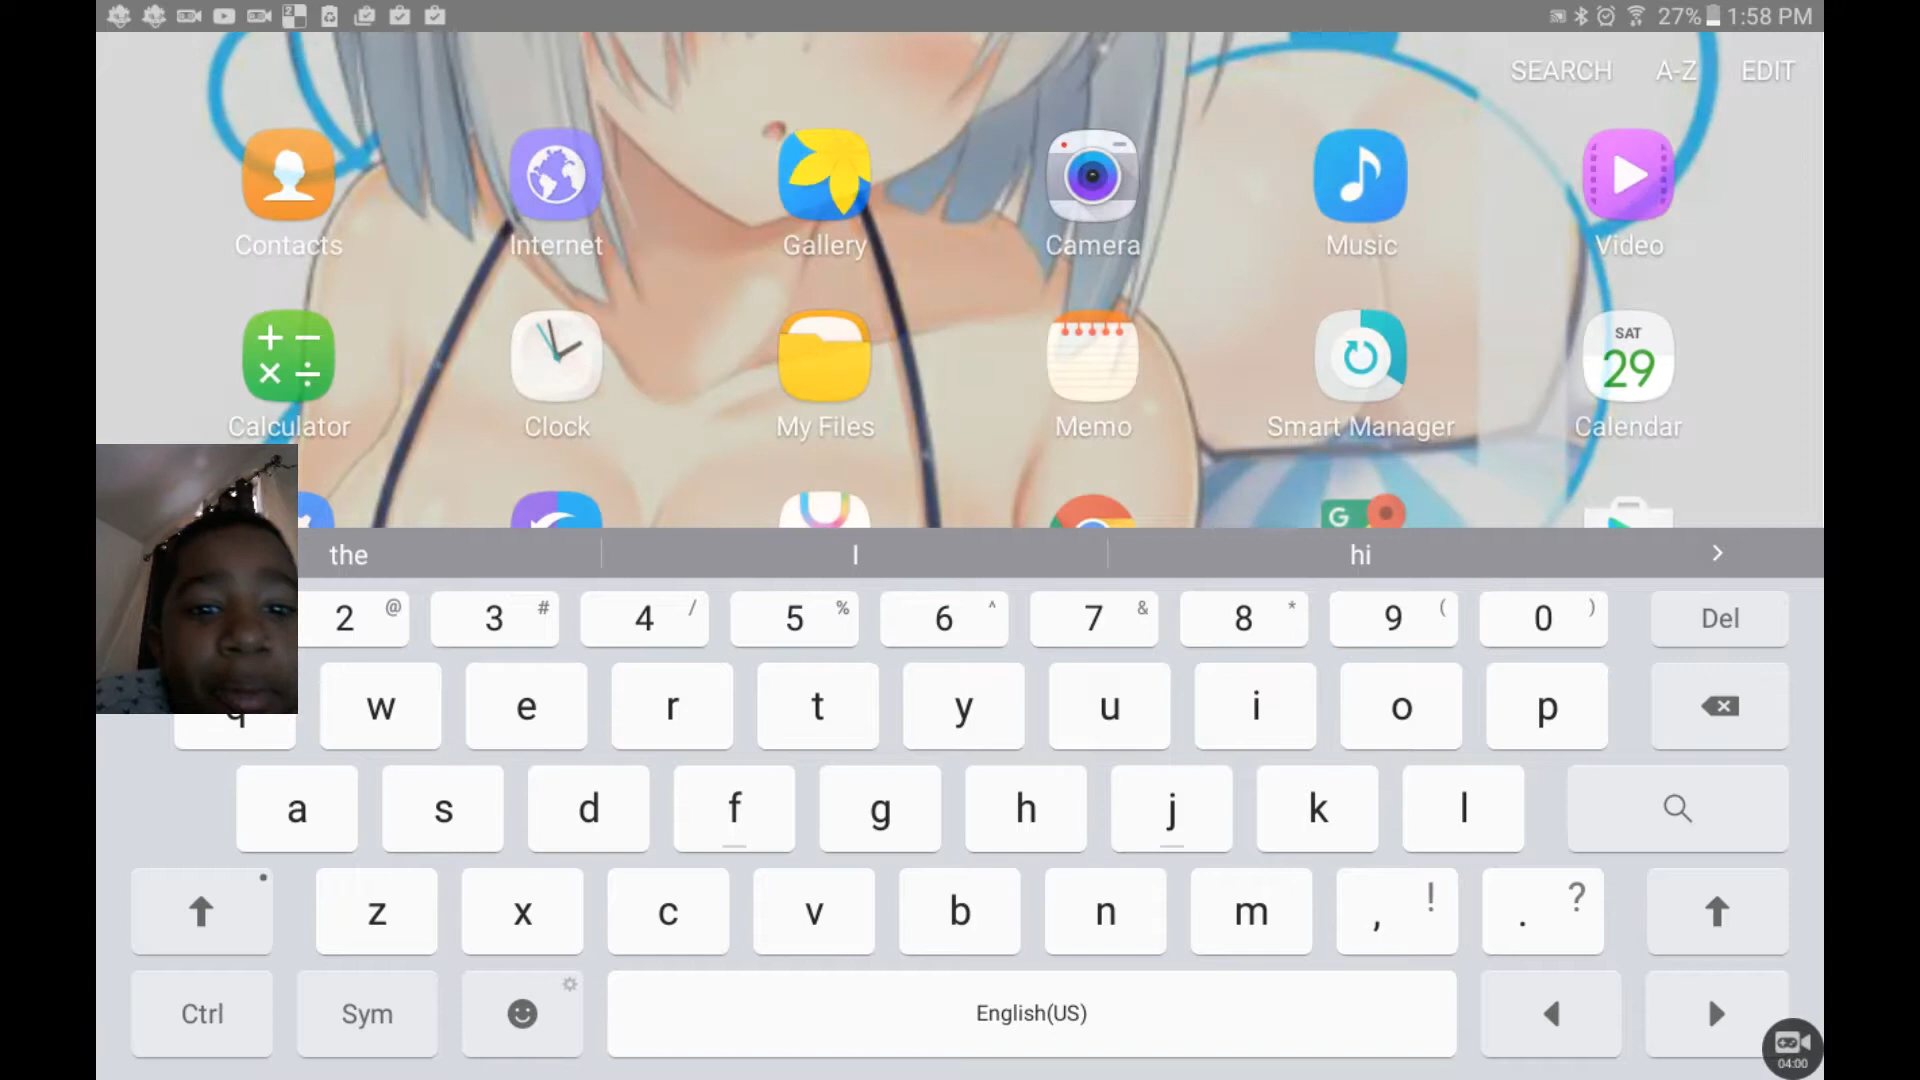 2 27% 1:58 PM
SEARCH A-Z EDIT
Contacts Internet Gallery Camera Music Video
SAT
29
Calculator Clock My Files Memo Smart Manager Calendar
G
the I hi >
2 @ 3 # 4 / 5 % 6 ^ 7 & 8 * 9 ( 0 ) Del
q w e r t y u i o p
a s d f g h j k l
z x c v b n m , ! . ?
Ctrl Sym English(US)
04:00